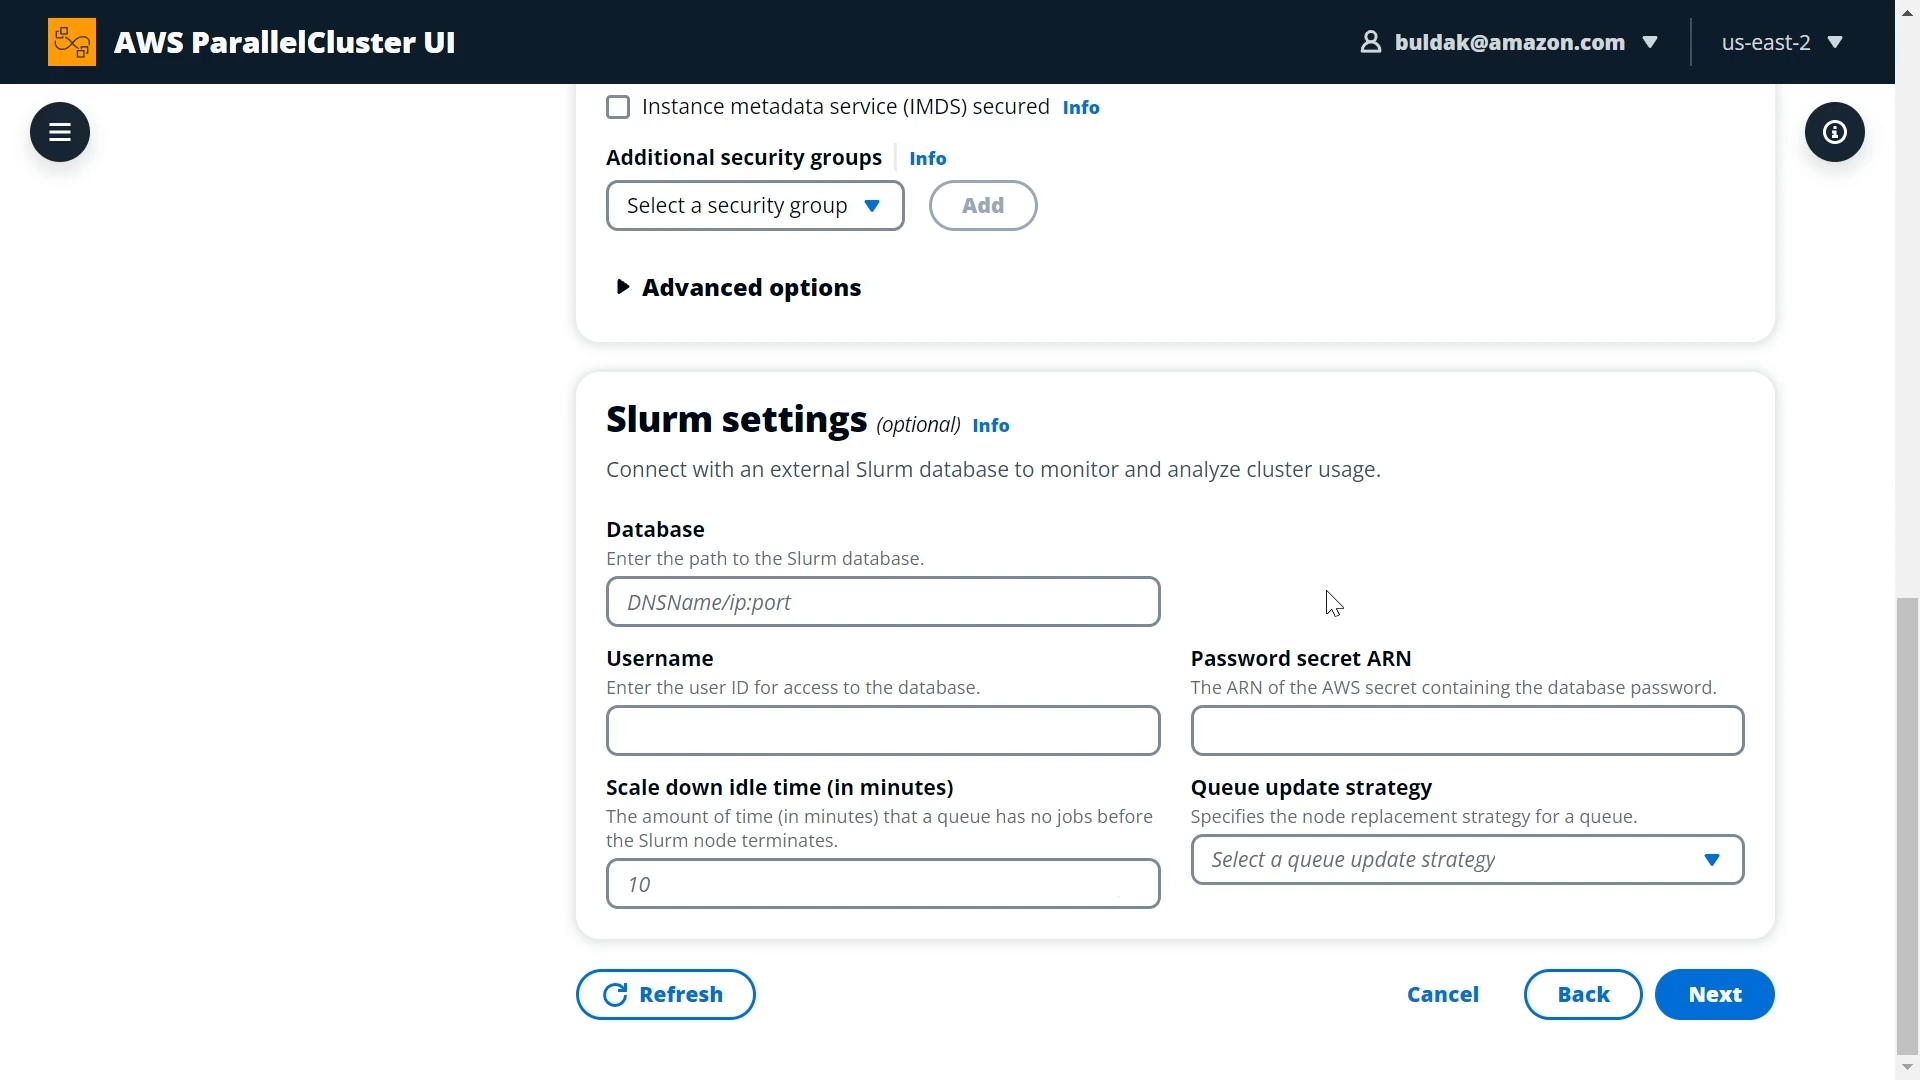 AWS ParallelCluster UI
buldak@amazon.com
us-east-2
Instance metadata service (IMDS) secured Info
Additional security groups Info
Select a security group Add
Advanced options
Slurm settings (optional) Info
Connect with an external Slurm database to monitor and analyze cluster usage.
Database
Enter the path to the Slurm database.
DNSName/ip:port
Username
Enter the user ID for access to the database.
Password secret ARN
The ARN of the AWS secret containing the database password.
Scale down idle time (in minutes)
The amount of time (in minutes) that a queue has no jobs before
the Slurm node terminates.
10
Queue update strategy
Specifies the node replacement strategy for a queue.
Select a queue update strategy
Refresh
Cancel
Back
Next